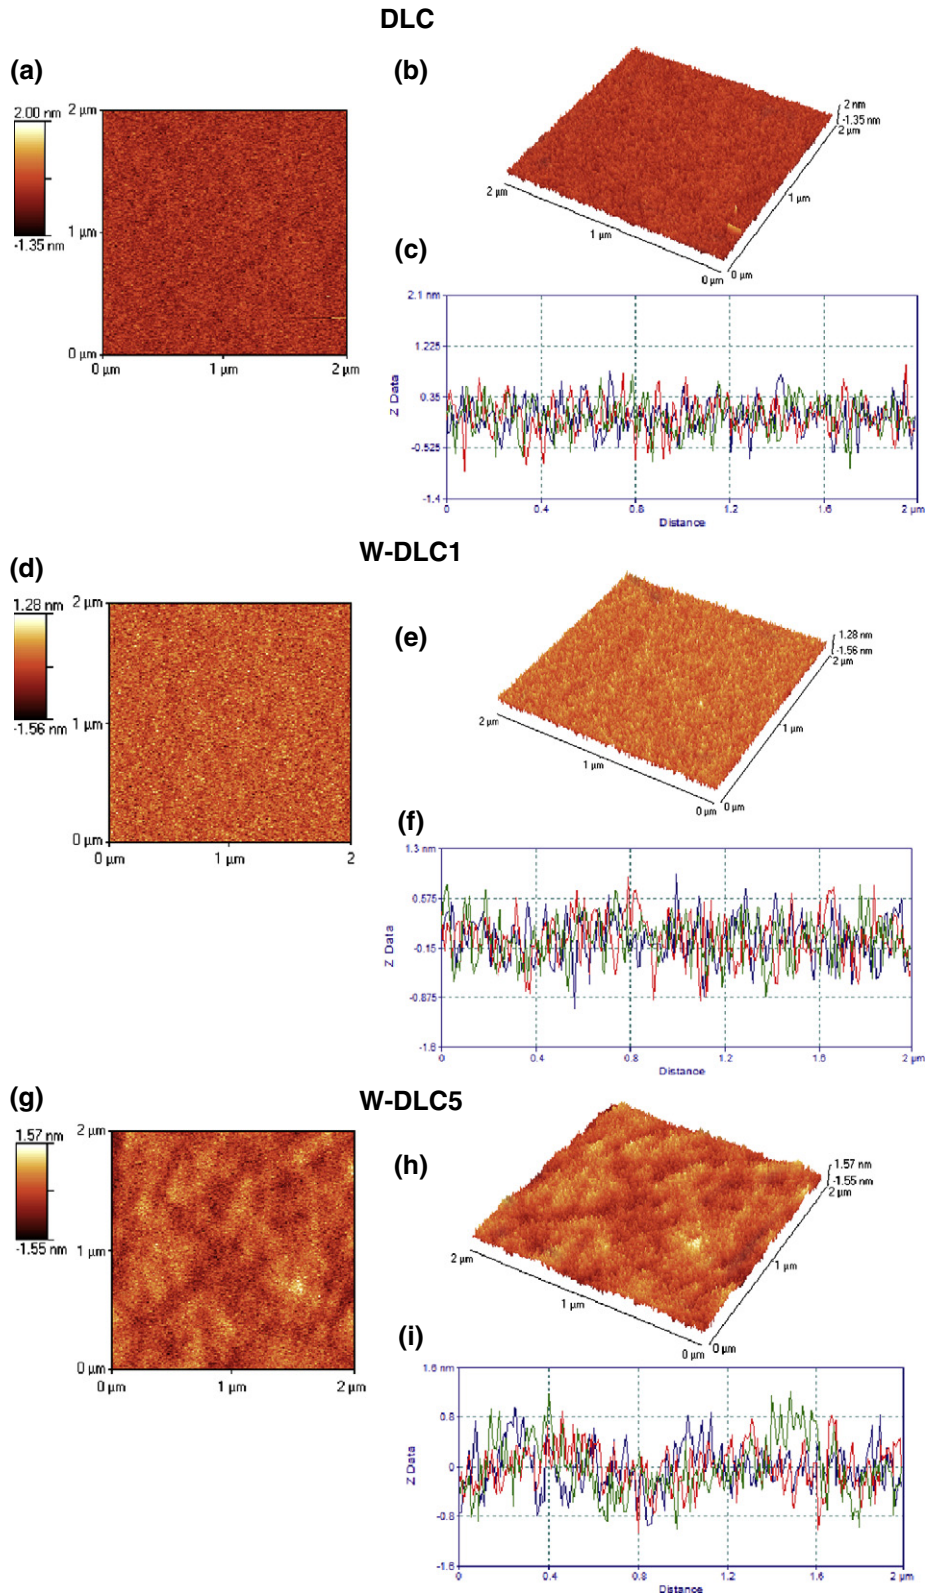 DLC
(a)
2.00 nm
-1.35 nm
2 µm
1 µm
0 µm
0 µm
1 µm
2 µm
(b)
2 nm
-1.35 nm
2 µm
1 µm
0 µm
2 µm
1 µm
0 µm
(c)
2.1 nm
1.225
0.35
-0.525
-1.4
Z Data
0
0.4
0.8
1.2
1.6
2 µm
Distance
W-DLC1
(d)
1.28 nm
-1.56 nm
2 µm
1 µm
0 µm
0 µm
1 µm
2
(e)
1.28 nm
-1.56 nm
2 µm
1 µm
0 µm
2 µm
1 µm
0 µm
(f)
1.3 nm
0.575
-0.15
-0.875
-1.6
Z Data
0
0.4
0.8
1.2
1.6
2 µm
Distance
W-DLC5
(g)
1.57 nm
-1.55 nm
2 µm
1 µm
0 µm
0 µm
1 µm
2 µm
(h)
1.57 nm
-1.55 nm
2 µm
1 µm
0 µm
2 µm
1 µm
0 µm
(i)
1.6 nm
0.8
0
-0.8
-1.6
Z Data
0
0.4
0.8
1.2
1.6
2 µm
Distance